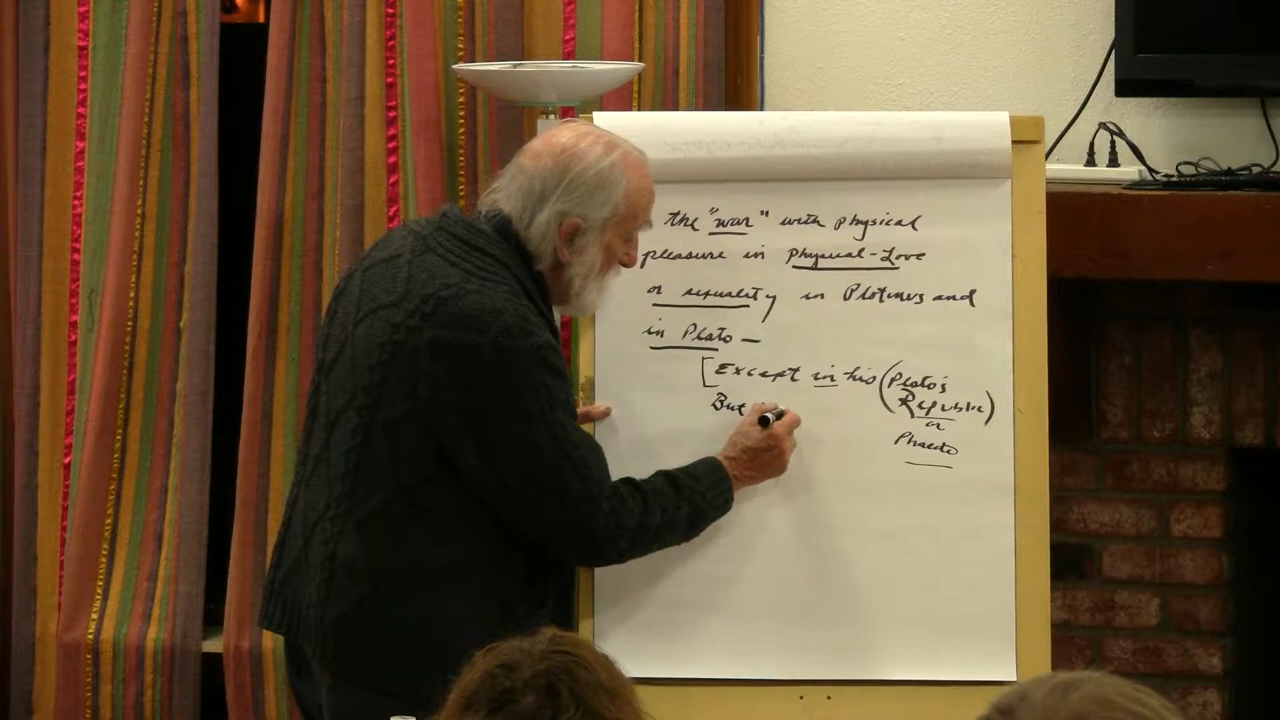 the "war" with physical
pleasure in physical-Love
or sexuality in Plotinus and
in Plato —
[Except in his (Plato's
Republic)
or
Phaedo
But